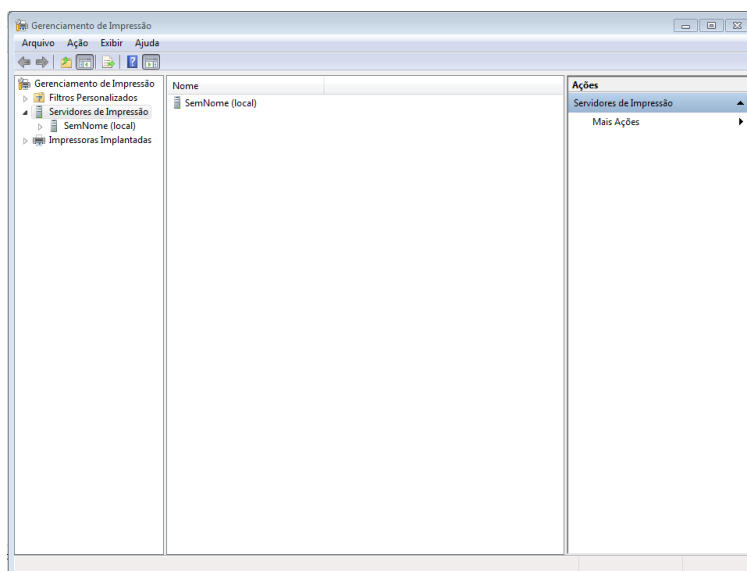 Gerenciamento de Impressão
Arquivo Ação Exibir Ajuda
Gerenciamento de Impressão
Filtros Personalizados
Servidores de Impressão
SemNome (local)
Impressoras Implantadas
Nome
SemNome (local)
Ações
Servidores de Impressão
Mais Ações